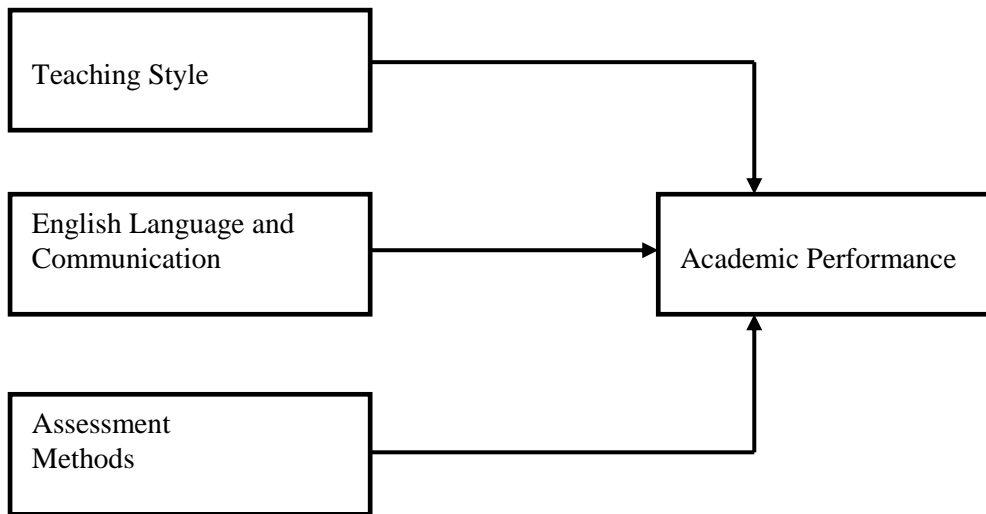 Teaching Style
English Language and
Communication
Academic Performance
Assessment
Methods